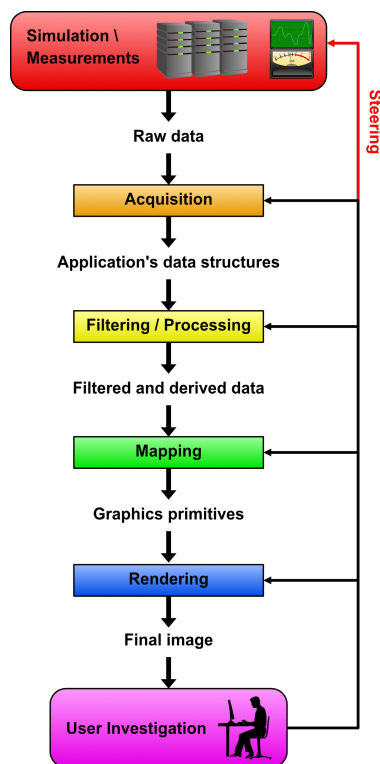 Simulation \
Measurements
Steering
Raw data
Acquisition
Application's data structures
Filtering / Processing
Filtered and derived data
Mapping
Graphics primitives
Rendering
Final image
User Investigation